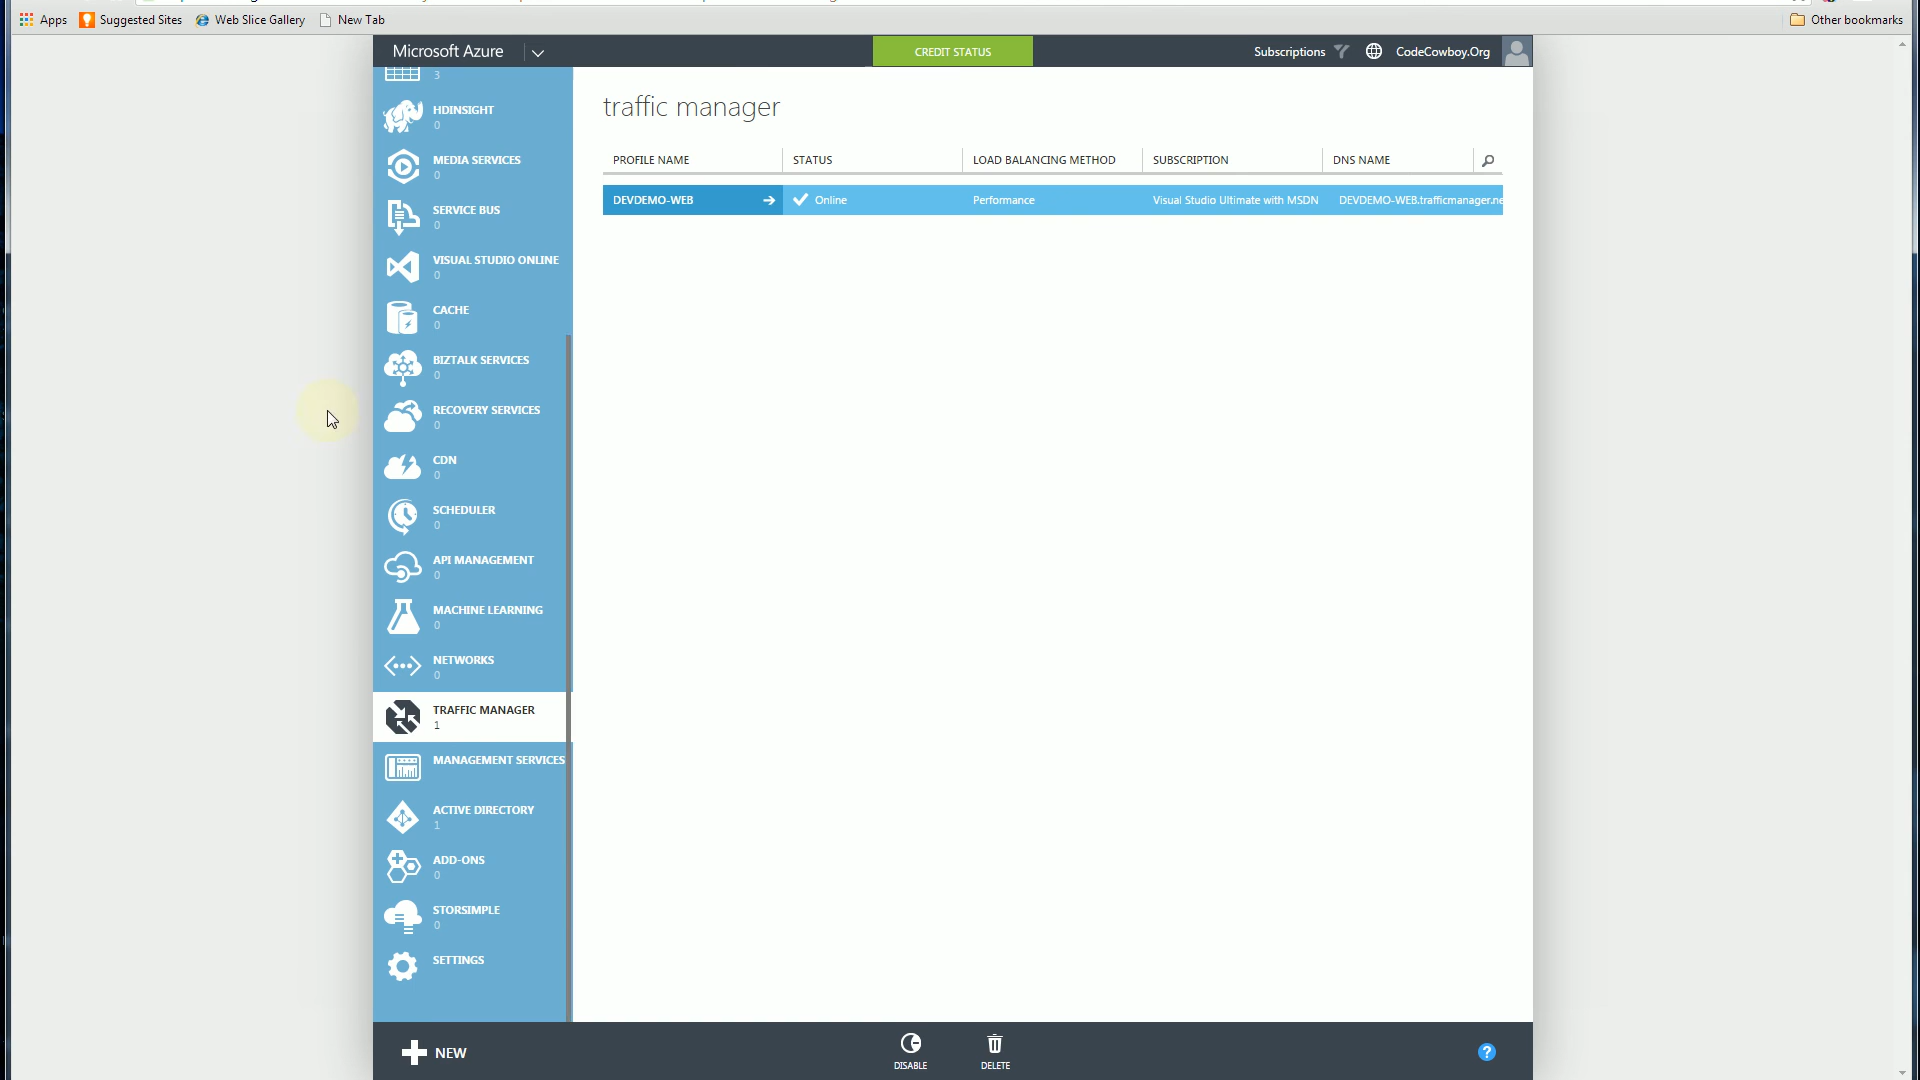 Apps
Suggested Sites
Web Slice Gallery
New Tab
Other bookmarks
Microsoft Azure
CREDIT STATUS
Subscriptions
CodeCowboy.Org
3
HDINSIGHT
0
MEDIA SERVICES
0
SERVICE BUS
0
VISUAL STUDIO ONLINE
0
CACHE
0
BIZTALK SERVICES
0
RECOVERY SERVICES
0
CDN
0
SCHEDULER
0
API MANAGEMENT
0
MACHINE LEARNING
0
NETWORKS
0
TRAFFIC MANAGER
1
MANAGEMENT SERVICES
ACTIVE DIRECTORY
1
ADD-ONS
0
STORSIMPLE
0
SETTINGS
traffic manager
PROFILE NAME STATUS LOAD BALANCING METHOD SUBSCRIPTION DNS NAME
DEVDEMO-WEB Online Performance Visual Studio Ultimate with MSDN DEVDEMO-WEB.trafficmanager.ne
NEW
DISABLE
DELETE
?